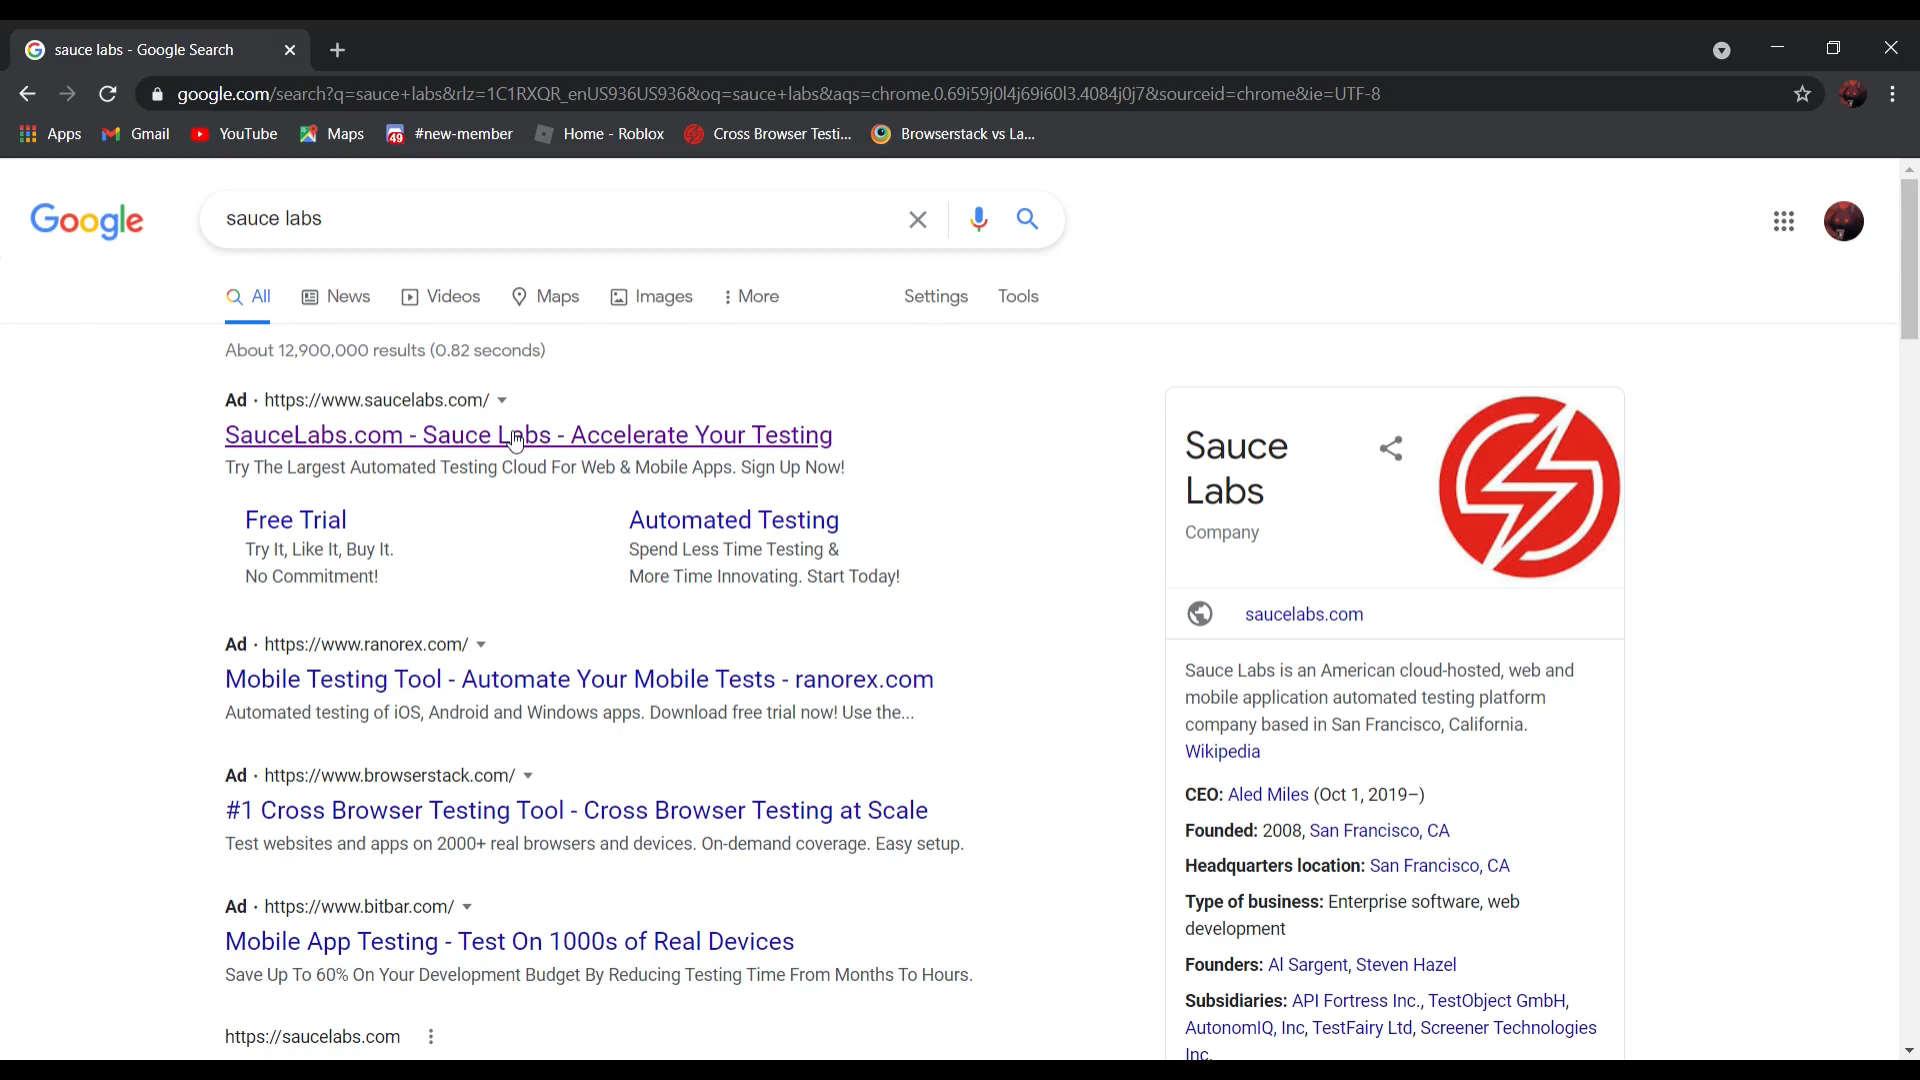 sauce labs - Google Search
google.com/search?q=sauce+labs&rlz=1C1RXQR_enUS936US936&oq=sauce+labs&aqs=chrome.0.69i59j0l4j69i60l3.4084j0j7&sourceid=chrome&ie=UTF-8
Apps Gmail YouTube Maps 49 #new-member Home - Roblox Cross Browser Testi... Browserstack vs La...
Google
sauce labs
All News Videos Maps Images More Settings Tools
About 12,900,000 results (0.82 seconds)
Ad · https://www.saucelabs.com/
SauceLabs.com - Sauce Labs - Accelerate Your Testing
Try The Largest Automated Testing Cloud For Web & Mobile Apps. Sign Up Now!
Free Trial
Try It, Like It, Buy It.
No Commitment!
Automated Testing
Spend Less Time Testing &
More Time Innovating. Start Today!
Ad · https://www.ranorex.com/
Mobile Testing Tool - Automate Your Mobile Tests - ranorex.com
Automated testing of iOS, Android and Windows apps. Download free trial now! Use the...
Ad · https://www.browserstack.com/
#1 Cross Browser Testing Tool - Cross Browser Testing at Scale
Test websites and apps on 2000+ real browsers and devices. On-demand coverage. Easy setup.
Ad · https://www.bitbar.com/
Mobile App Testing - Test On 1000s of Real Devices
Save Up To 60% On Your Development Budget By Reducing Testing Time From Months To Hours.
https://saucelabs.com
Sauce
Labs
Company
saucelabs.com
Sauce Labs is an American cloud-hosted, web and
mobile application automated testing platform
company based in San Francisco, California.
Wikipedia
CEO: Aled Miles (Oct 1, 2019–)
Founded: 2008, San Francisco, CA
Headquarters location: San Francisco, CA
Type of business: Enterprise software, web
development
Founders: Al Sargent, Steven Hazel
Subsidiaries: API Fortress Inc., TestObject GmbH,
AutonomIQ, Inc, TestFairy Ltd, Screener Technologies
Inc.